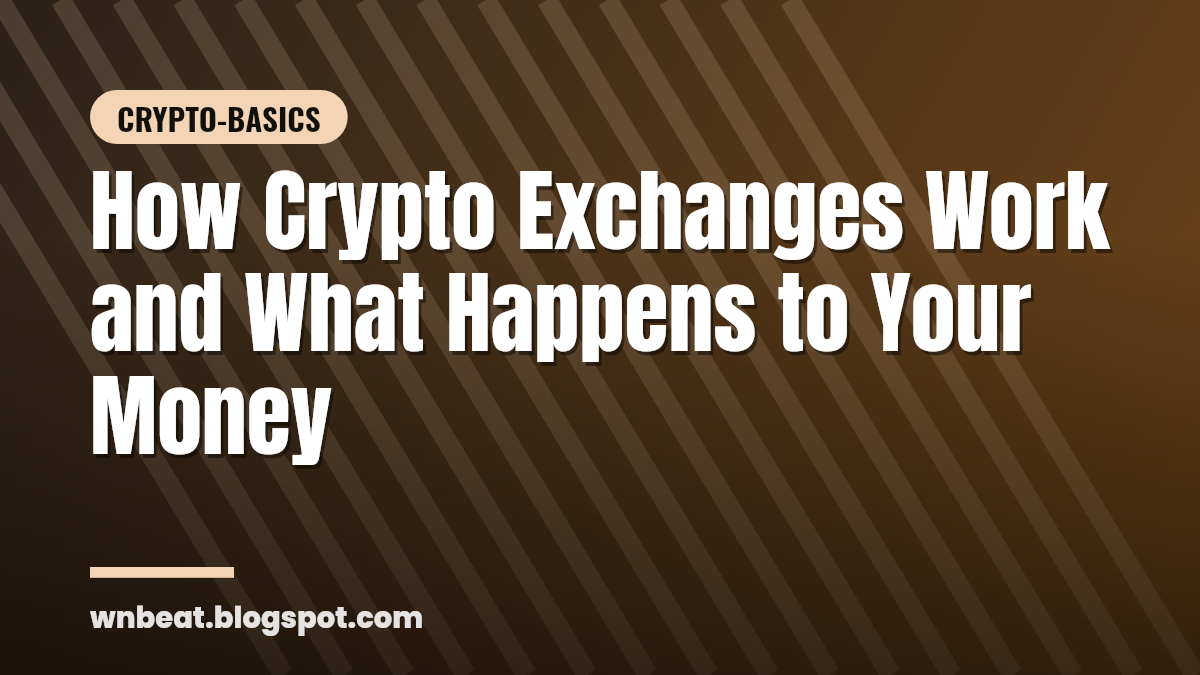 CRYPTO-BASICS
How Crypto Exchanges Work
and What Happens to Your
Money
wnbeat.blogspot.com